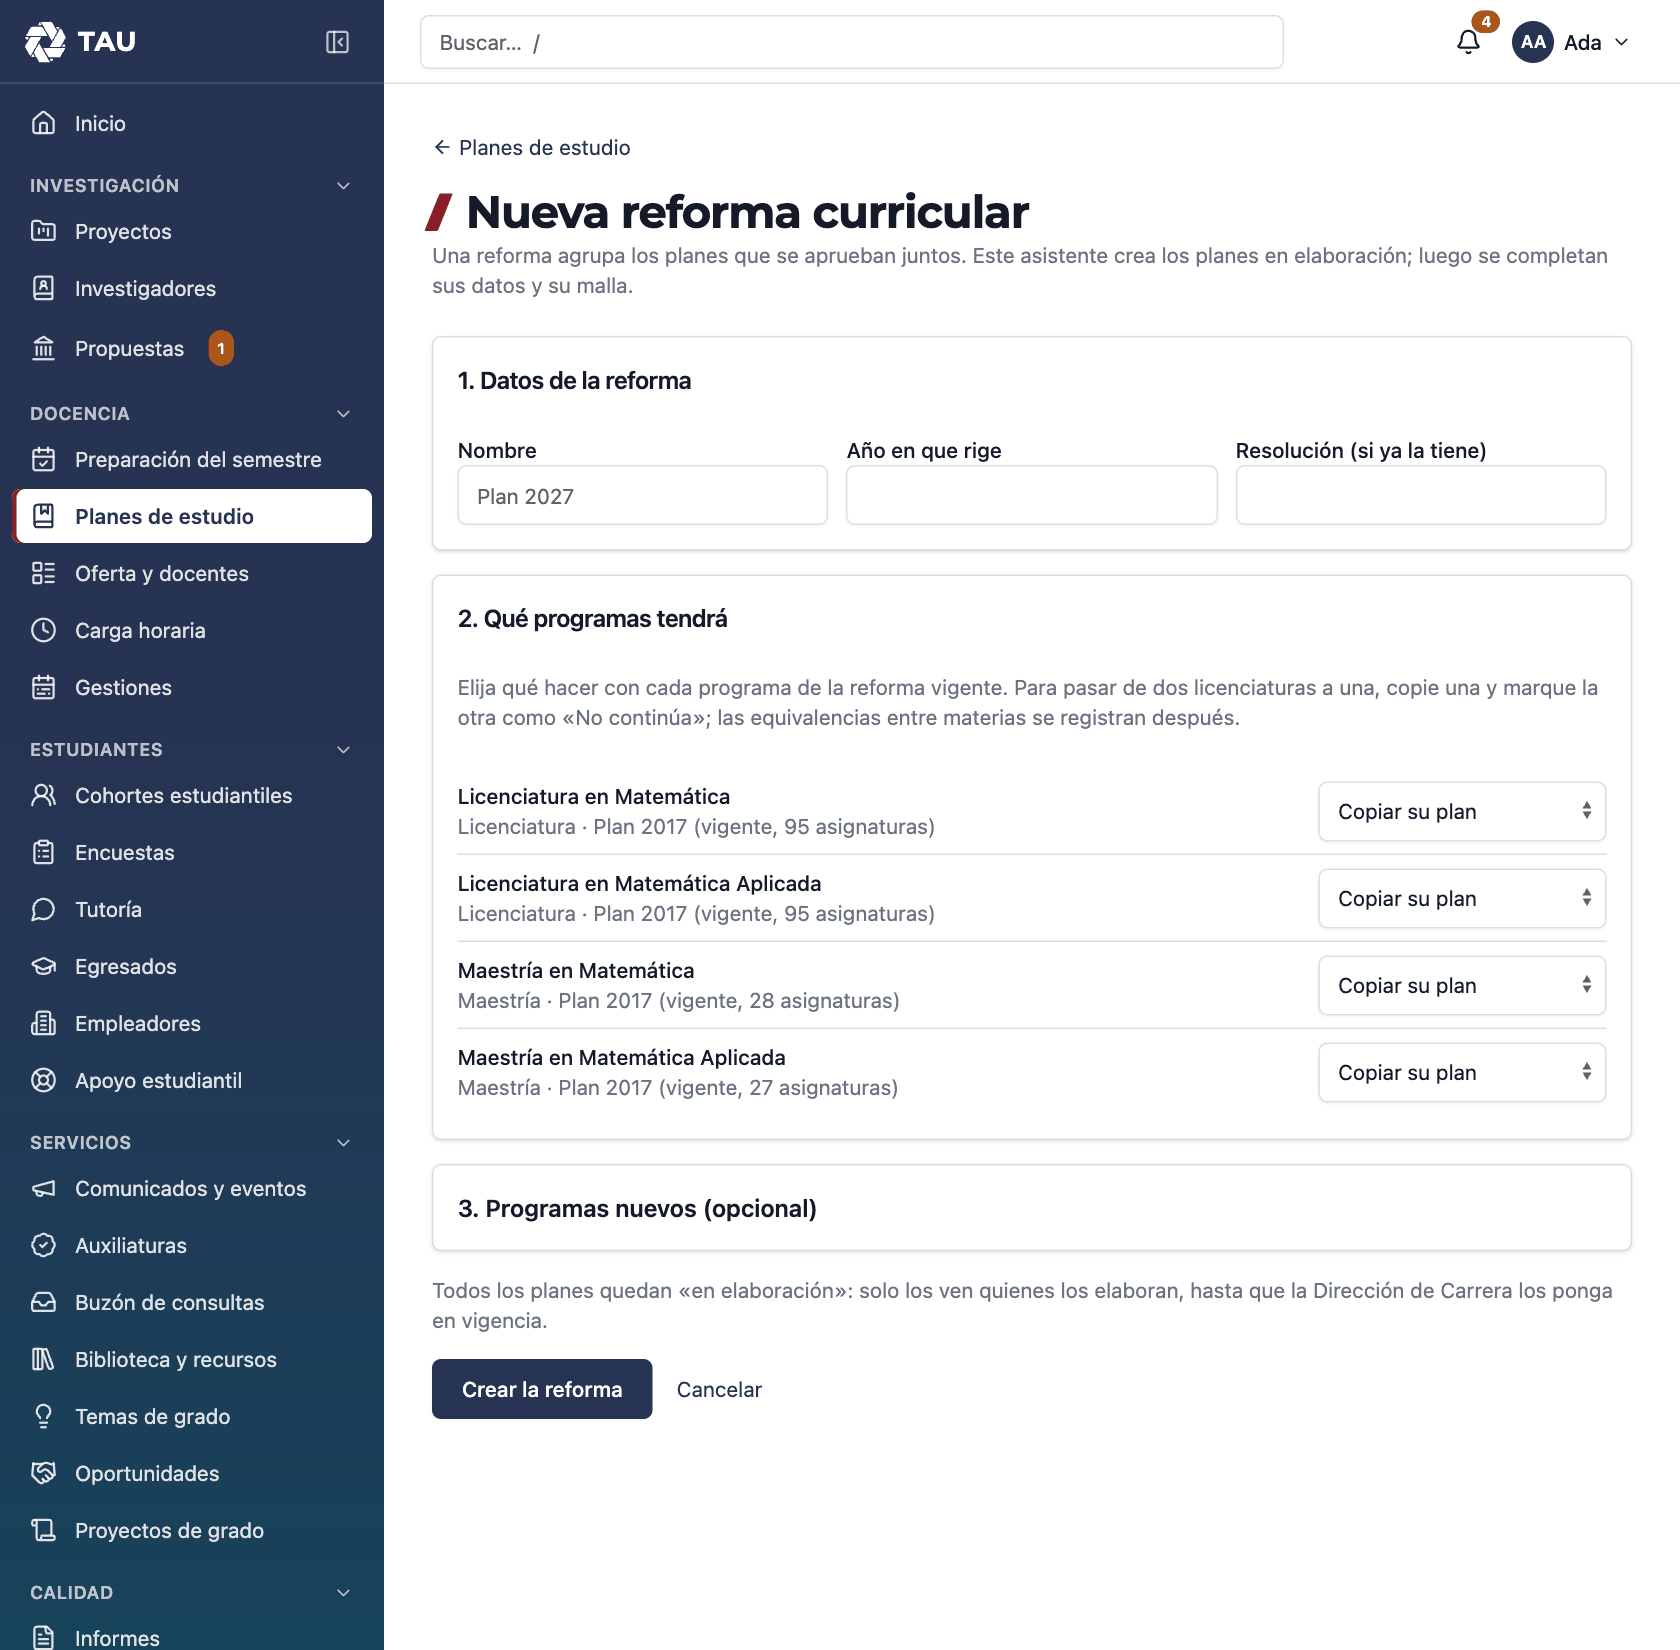 TAU
Buscar... /
4
AA
Ada
Inicio
INVESTIGACIÓN
Proyectos
Investigadores
Propuestas
1
DOCENCIA
Preparación del semestre
Planes de estudio
Oferta y docentes
Carga horaria
Gestiones
ESTUDIANTES
Cohortes estudiantiles
Encuestas
Tutoría
Egresados
Empleadores
Apoyo estudiantil
SERVICIOS
Comunicados y eventos
Auxiliaturas
Buzón de consultas
Biblioteca y recursos
Temas de grado
Oportunidades
Proyectos de grado
CALIDAD
Informes
← Planes de estudio
Nueva reforma curricular
Una reforma agrupa los planes que se aprueban juntos. Este asistente crea los planes en elaboración; luego se completan
sus datos y su malla.
1. Datos de la reforma
Nombre
Plan 2027
Año en que rige
Resolución (si ya la tiene)
2. Qué programas tendrá
Elija qué hacer con cada programa de la reforma vigente. Para pasar de dos licenciaturas a una, copie una y marque la
otra como «No continúa»; las equivalencias entre materias se registran después.
Licenciatura en Matemática
Licenciatura · Plan 2017 (vigente, 95 asignaturas)
Copiar su plan
Licenciatura en Matemática Aplicada
Licenciatura · Plan 2017 (vigente, 95 asignaturas)
Copiar su plan
Maestría en Matemática
Maestría · Plan 2017 (vigente, 28 asignaturas)
Copiar su plan
Maestría en Matemática Aplicada
Maestría · Plan 2017 (vigente, 27 asignaturas)
Copiar su plan
3. Programas nuevos (opcional)
Todos los planes quedan «en elaboración»: solo los ven quienes los elaboran, hasta que la Dirección de Carrera los ponga
en vigencia.
Crear la reforma
Cancelar